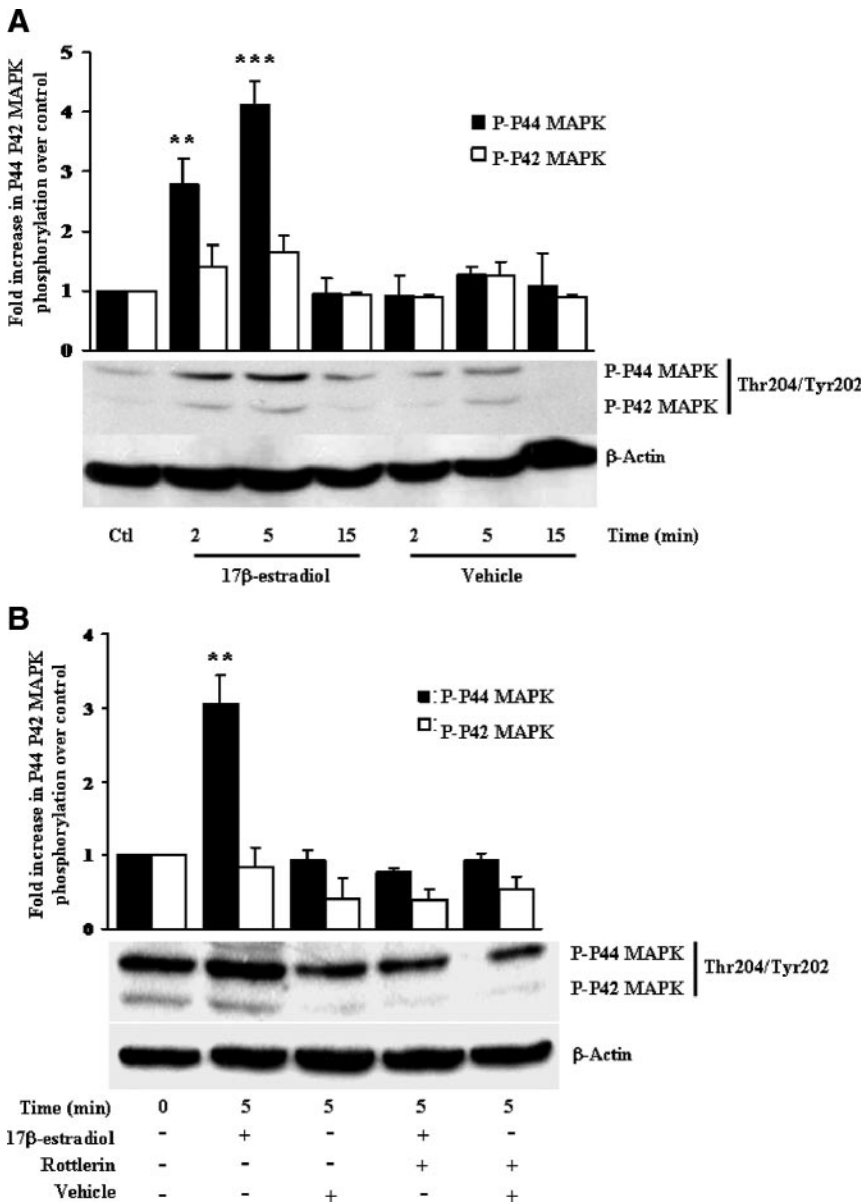 A
Fold increase in P44 P42 MAPK
phosphorylation over control
5
4
3
2
1
0
**
***
P-P44 MAPK
P-P42 MAPK
P-P44 MAPK
P-P42 MAPK
Thr204/Tyr202
β-Actin
Ctl 2 5 15 2 5 15 Time (min)
17β-estradiol Vehicle
B
Fold increase in P44 P42 MAPK
phosphorylation over control
4
3
2
1
0
**
P-P44 MAPK
P-P42 MAPK
P-P44 MAPK
P-P42 MAPK
Thr204/Tyr202
β-Actin
Time (min) 0 5 5 5 5
17β-estradiol - + - + -
Rottlerin - - - + +
Vehicle - - + - +